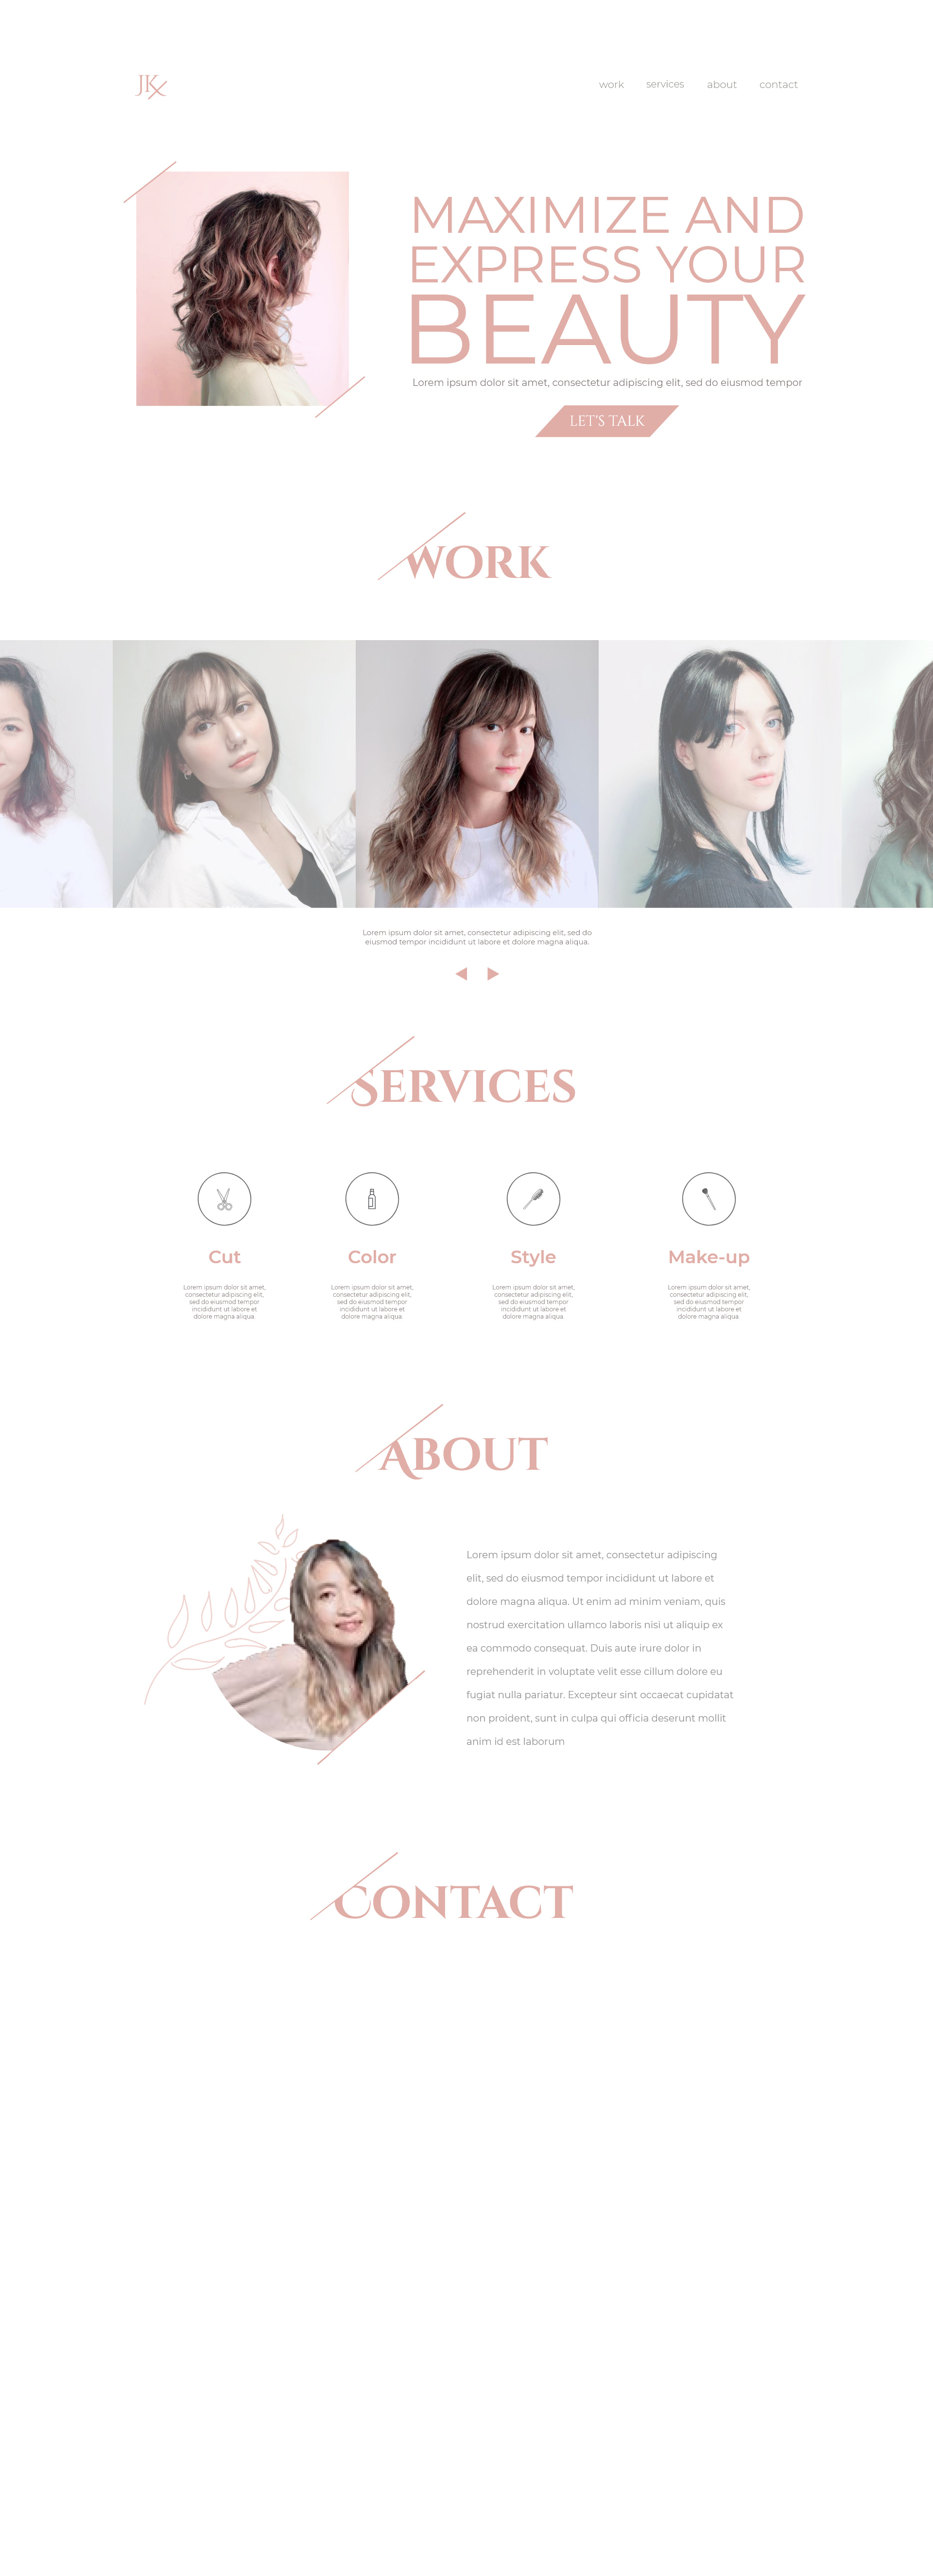 JK
work services about contact
MAXIMIZE AND
EXPRESS YOUR
BEAUTY
Lorem ipsum dolor sit amet, consectetur adipiscing elit, sed do eiusmod tempor
LET'S TALK
WORK
Lorem ipsum dolor sit amet, consectetur adipiscing elit, sed do
eiusmod tempor incididunt ut labore et dolore magna aliqua.
SERVICES
Cut
Lorem ipsum dolor sit amet,
consectetur adipiscing elit,
sed do eiusmod tempor
incididunt ut labore et
dolore magna aliqua.
Color
Lorem ipsum dolor sit amet,
consectetur adipiscing elit,
sed do eiusmod tempor
incididunt ut labore et
dolore magna aliqua.
Style
Lorem ipsum dolor sit amet,
consectetur adipiscing elit,
sed do eiusmod tempor
incididunt ut labore et
dolore magna aliqua.
Make-up
Lorem ipsum dolor sit amet,
consectetur adipiscing elit,
sed do eiusmod tempor
incididunt ut labore et
dolore magna aliqua.
ABOUT
Lorem ipsum dolor sit amet, consectetur adipiscing
elit, sed do eiusmod tempor incididunt ut labore et
dolore magna aliqua. Ut enim ad minim veniam, quis
nostrud exercitation ullamco laboris nisi ut aliquip ex
ea commodo consequat. Duis aute irure dolor in
reprehenderit in voluptate velit esse cillum dolore eu
fugiat nulla pariatur. Excepteur sint occaecat cupidatat
non proident, sunt in culpa qui officia deserunt mollit
anim id est laborum
CONTACT